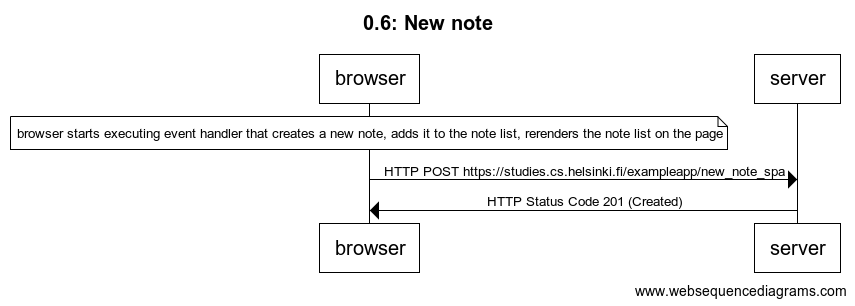 0.6: New note
browser
server
browser starts executing event handler that creates a new note, adds it to the note list, rerenders the note list on the page
HTTP POST https://studies.cs.helsinki.fi/exampleapp/new_note_spa
HTTP Status Code 201 (Created)
browser
server
www.websequencediagrams.com